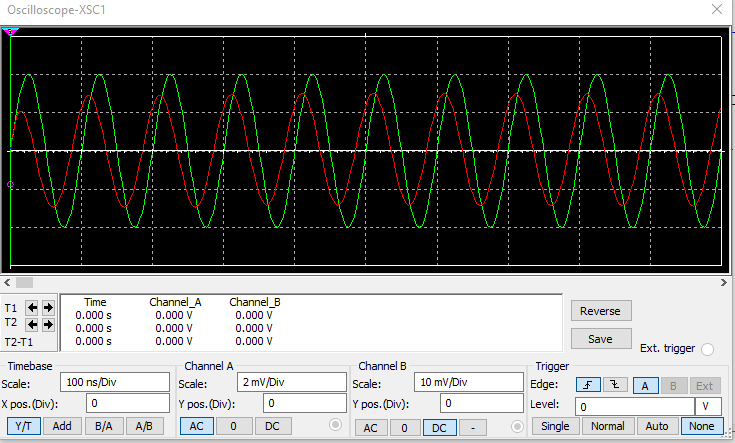 Oscilloscope-XSC1
T1
T2
T2-T1
Time Channel_A Channel_B
0.000 s 0.000 V 0.000 V
0.000 s 0.000 V 0.000 V
0.000 s 0.000 V 0.000 V
Reverse
Save
Ext. trigger
Timebase
Scale: 100 ns/Div
X pos.(Div): 0
Y/T Add B/A A/B
Channel A
Scale: 2 mV/Div
Y pos.(Div): 0
AC 0 DC
Channel B
Scale: 10 mV/Div
Y pos.(Div): 0
AC 0 DC -
Trigger
Edge: A B Ext
Level: 0 V
Single Normal Auto None